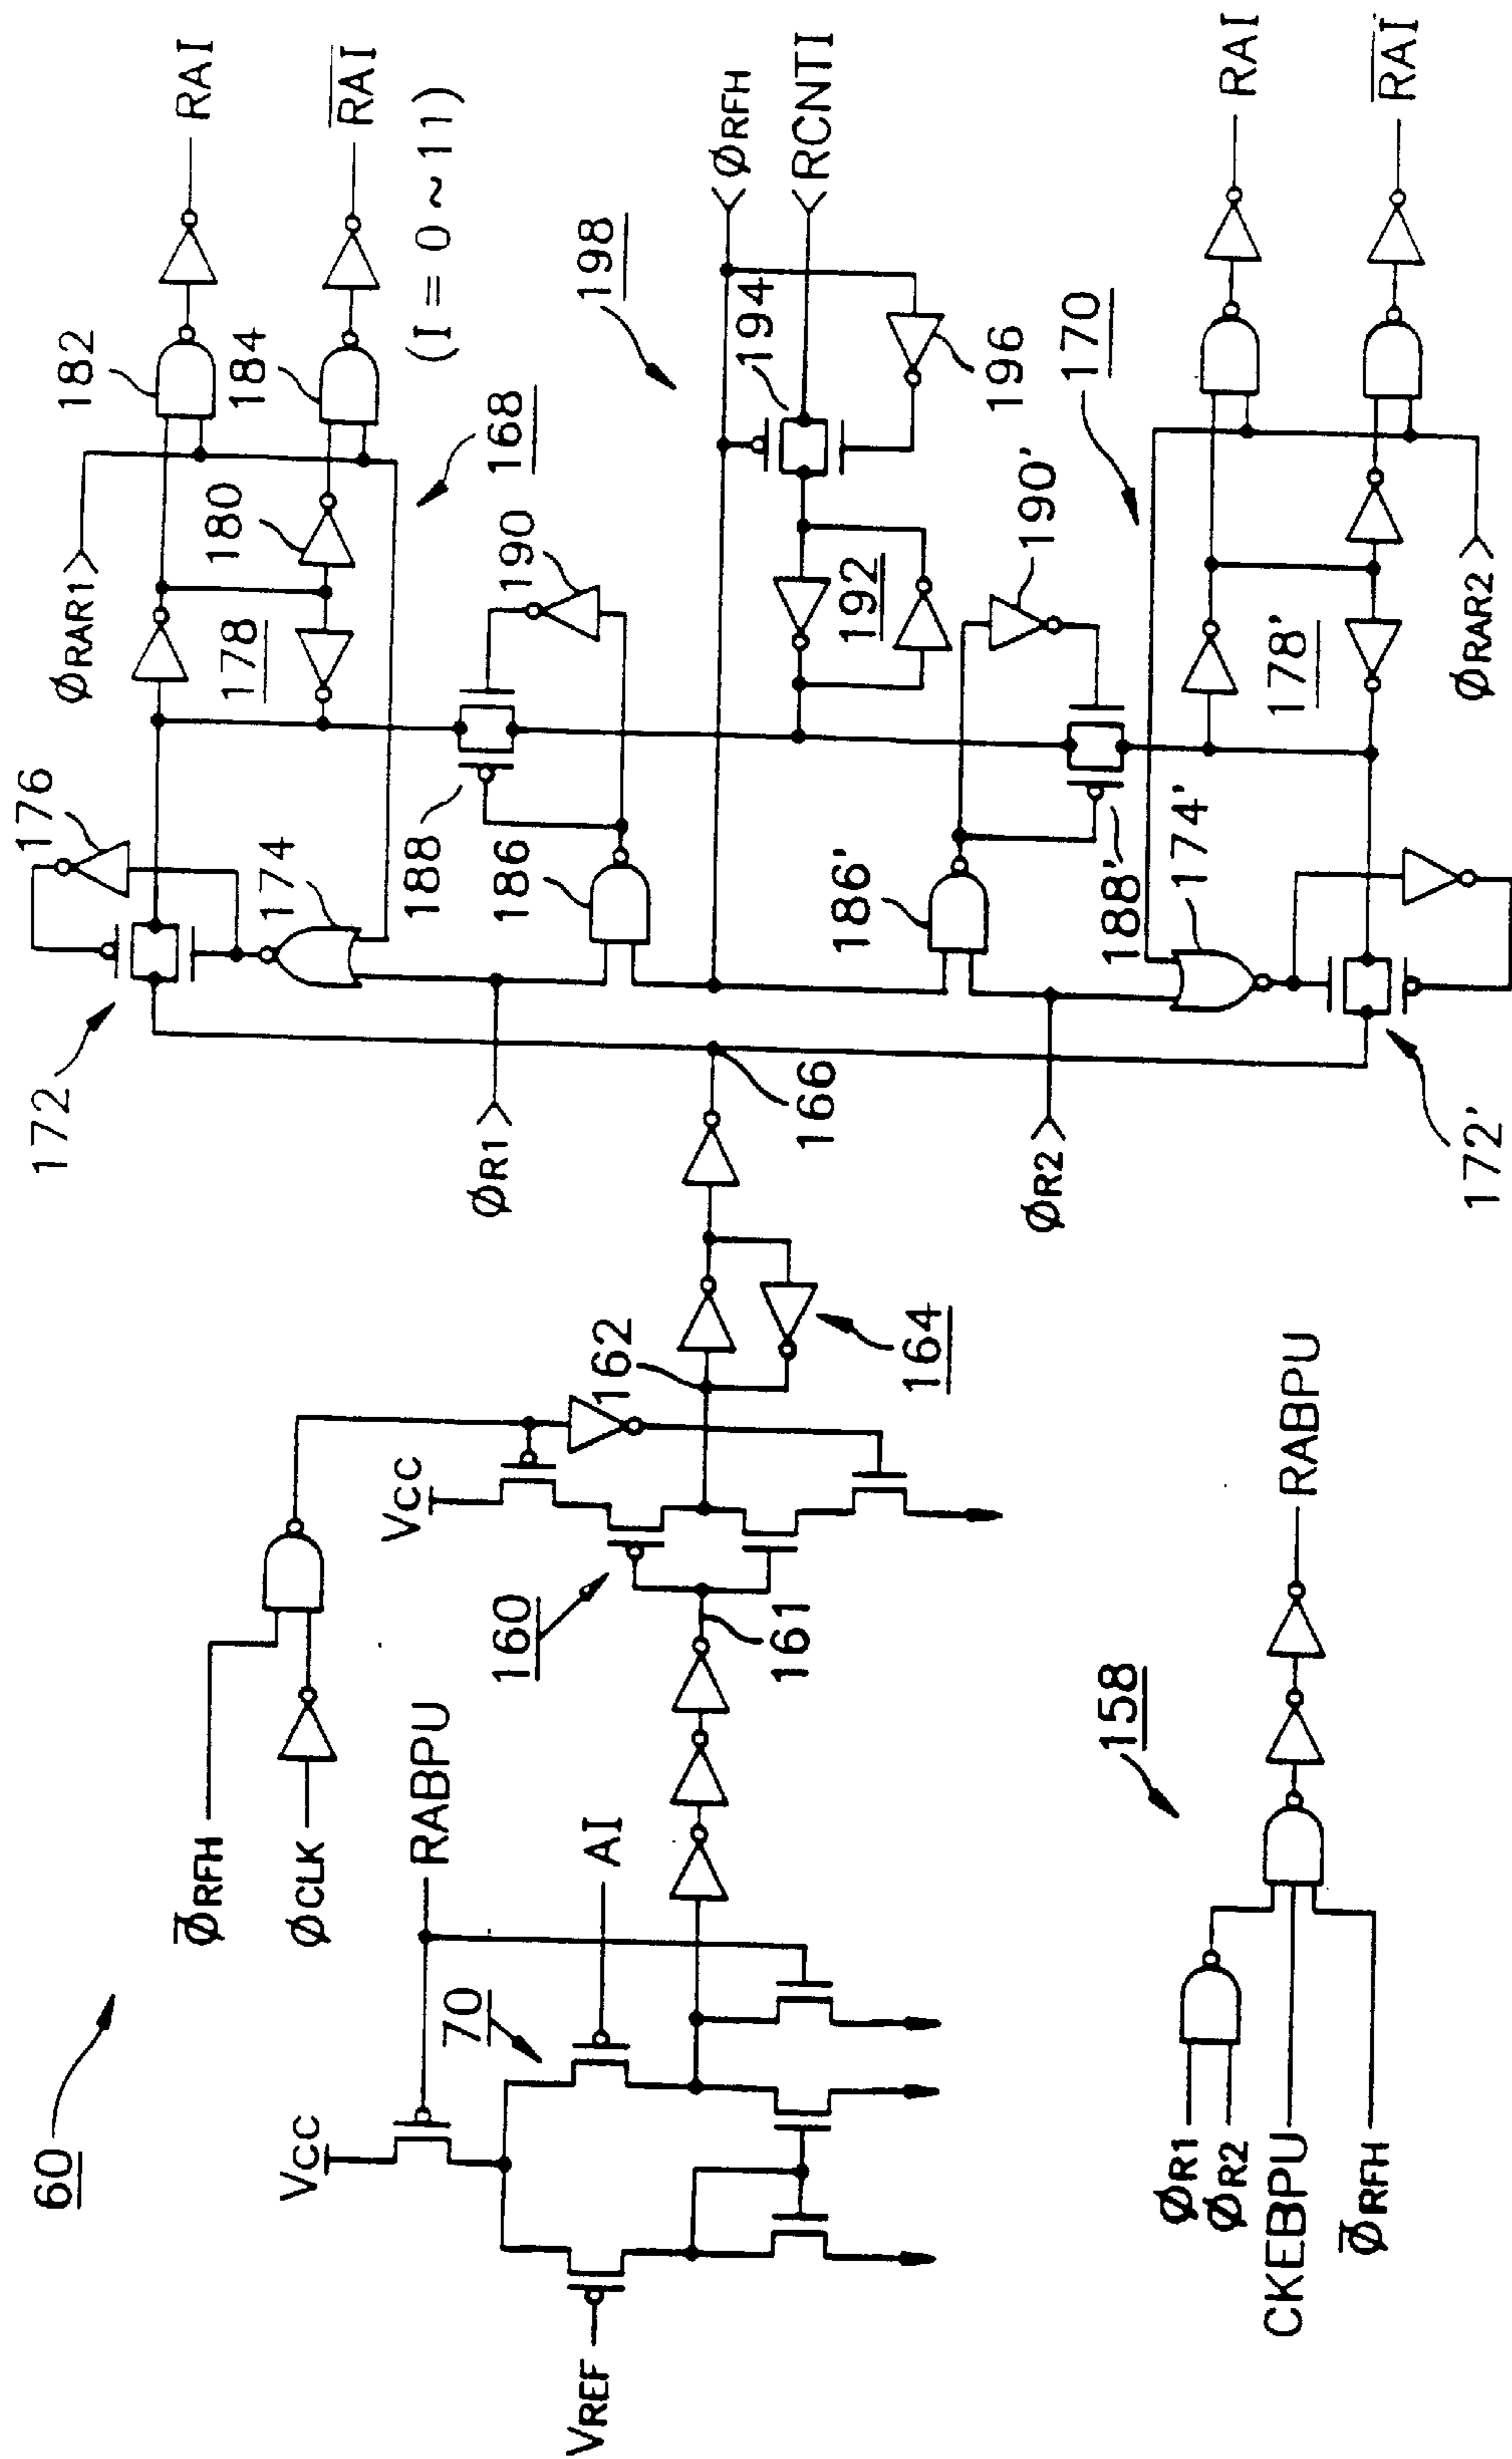 60
VCC
VREF
70
RABPU
AI
ØRFH
ØCLK
VCC
160
161
162
164
166
172
176
174
ØR1
ØR2
188
186
190
178
180
182
184
168
ØRAR1
RAI
RAI
(I = 0 ~ 11)
198
ØRFH
RCNTI
194
196
192
190'
186'
188'
174'
172'
170
178'
ØRAR2
RAI
RAI
158
ØR1
ØR2
CKEBPU
ØRFH
RABPU